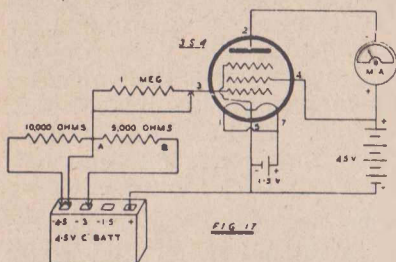 3S4
2
1 MEG
3
4
M A
+
10,000 OHMS
5,000 OHMS
A
B
1
5
7
- +
1.5 V
+
45V
-
-4.5 -3 -1.5 +
4.5V 'C' BATT
FIG 17